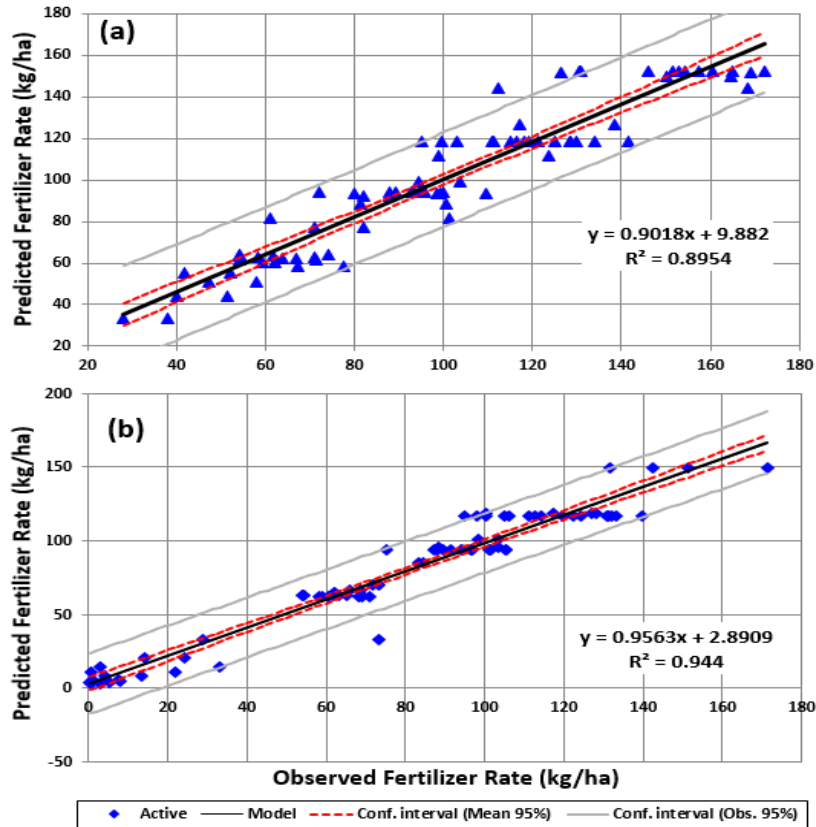 (a)
Predicted Fertilizer Rate (kg/ha)
180
160
140
120
100
80
60
40
20
y = 0.9018x + 9.882
R² = 0.8954
20 40 60 80 100 120 140 160 180
(b)
Predicted Fertilizer Rate (kg/ha)
200
150
100
50
0
-50
y = 0.9563x + 2.8909
R² = 0.944
0 20 40 60 80 100 120 140 160 180
Observed Fertilizer Rate (kg/ha)
Active Model Conf. interval (Mean 95%) Conf. interval (Obs. 95%)